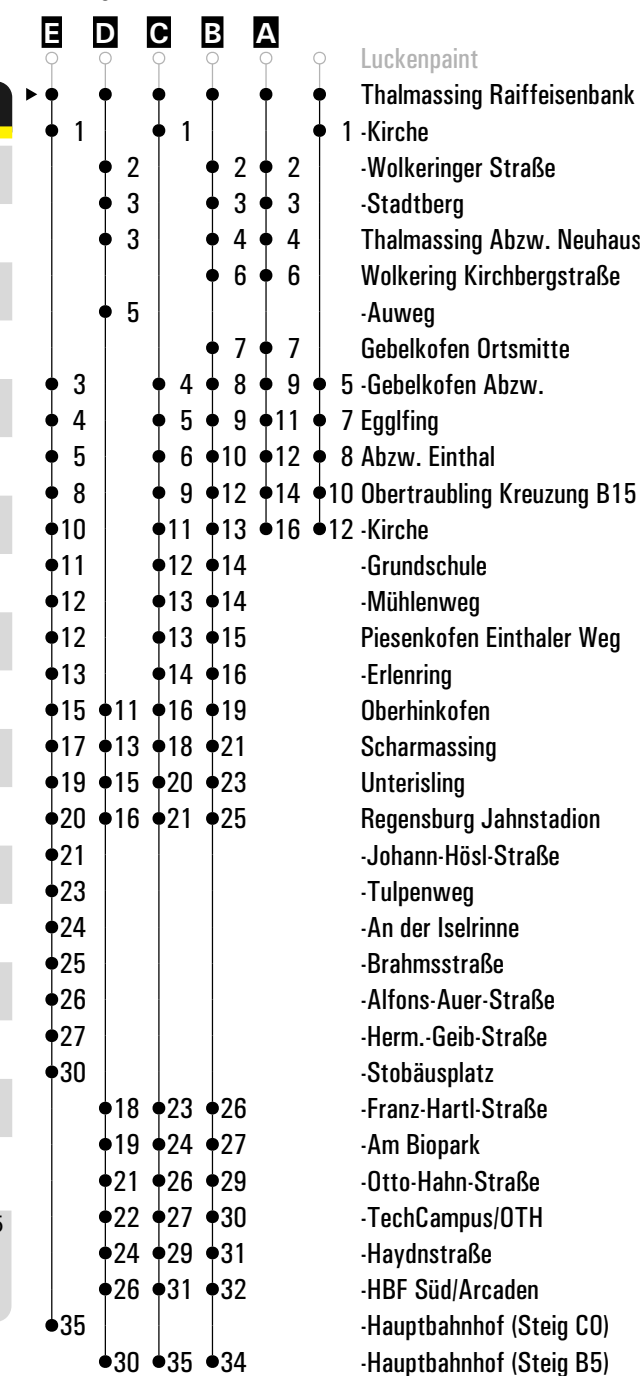 E D C B A
Luckenpaint
Thalmassing Raiffeisenbank
1 1 1 -Kirche
2 2 2 -Wolkeringer Straße
3 3 3 -Stadtberg
3 4 4 Thalmassing Abzw. Neuhaus
6 6 Wolkering Kirchbergstraße
5 -Auweg
7 7 Gebelkofen Ortsmitte
3 4 8 9 5 -Gebelkofen Abzw.
4 5 9 11 7 Egglfing
5 6 10 12 8 Abzw. Einthal
8 9 12 14 10 Obertraubling Kreuzung B15
10 11 13 16 12 -Kirche
11 12 14 -Grundschule
12 13 14 -Mühlenweg
12 13 15 Piesenkofen Einthaler Weg
13 14 16 -Erlenring
15 11 16 19 Oberhinkofen
17 13 18 21 Scharmassing
19 15 20 23 Unterisling
20 16 21 25 Regensburg Jahnstadion
21 -Johann-Hösl-Straße
23 -Tulpenweg
24 -An der Iselrinne
25 -Brahmsstraße
26 -Alfons-Auer-Straße
27 -Herm.-Geib-Straße
30 -Stobäusplatz
18 23 26 -Franz-Hartl-Straße
19 24 27 -Am Biopark
21 26 29 -Otto-Hahn-Straße
22 27 30 -TechCampus/OTH
24 29 31 -Haydnstraße
26 31 32 -HBF Süd/Arcaden
35 -Hauptbahnhof (Steig C0)
30 35 34 -Hauptbahnhof (Steig B5)